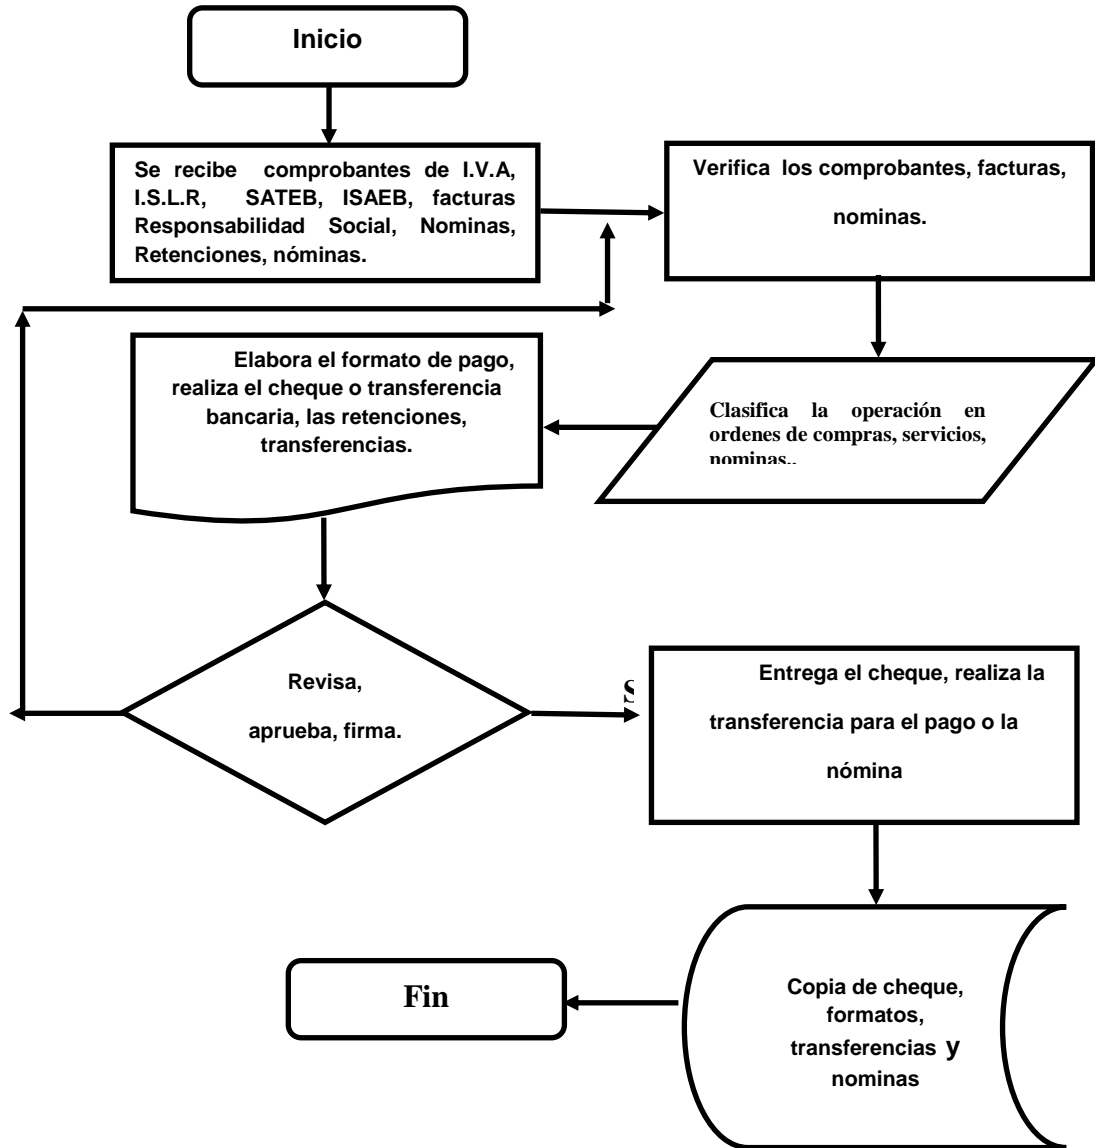 Inicio
Se recibe comprobantes de I.V.A,
I.S.L.R, SATEB, ISAEB, facturas
Responsabilidad Social, Nominas,
Retenciones, nóminas.
Verifica los comprobantes, facturas,
nominas.
Elabora el formato de pago,
realiza el cheque o transferencia
bancaria, las retenciones,
transferencias.
Clasifica la operación en
ordenes de compras, servicios,
nominas..
Revisa,
aprueba, firma.
S
Entrega el cheque, realiza la
transferencia para el pago o la
nómina
Copia de cheque,
formatos,
transferencias y
nominas
Fin